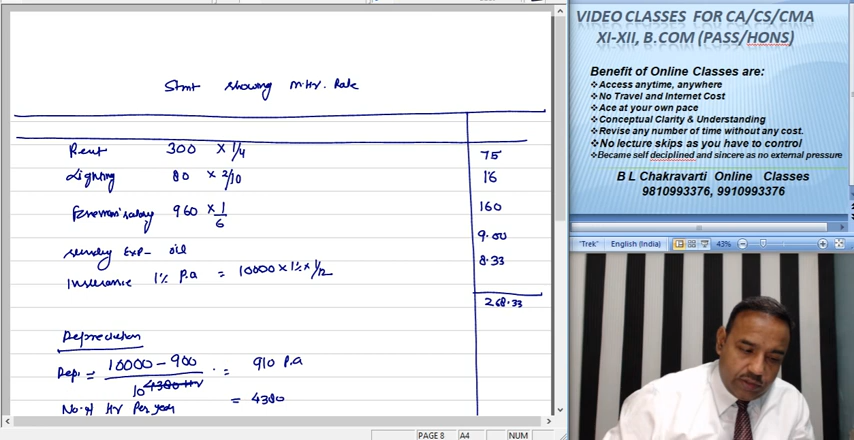 Stmt showing M.Hr. Rate
Rent 300 × 1/4 75
Lighting 80 × 2/10 16
Foreman's salary 960 × 1/6 160
sundry Exp- oil 9.00
Insurance 1% P.a = 10000 × 1% × 1/12 8.33
268.33
Depreciation
Dep. = 10000 - 900 / 10 4380 Hr = 910 P.a
No. of Hr Per year = 4380
PAGE 8 A4 NUM
VIDEO CLASSES FOR CA/CS/CMA
XI-XII, B.COM (PASS/HONS)
Benefit of Online Classes are:
❖Access anytime, anywhere
❖No Travel and Internet Cost
❖Ace at your own pace
❖Conceptual Clarity & Understanding
❖Revise any number of time without any cost.
❖No lecture skips as you have to control
❖Became self deciplined and sincere as no external pressure
B L Chakravarti Online Classes
9810993376, 9910993376
"Trek" English (India) 43%